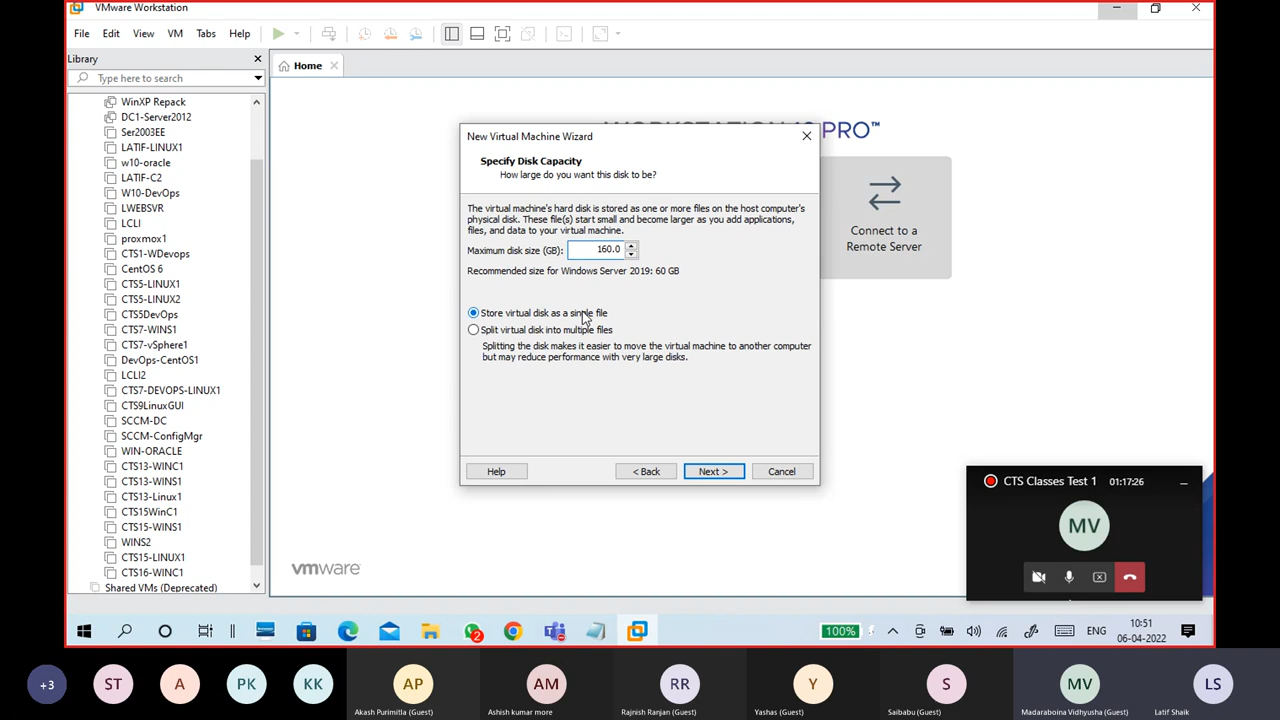 VMware Workstation
File Edit View VM Tabs Help
Library
Type here to search
Home
WinXP Repack
DC1-Server2012
Ser2003EE
LATIF-LINUX1
w10-oracle
LATIF-C2
W10-DevOps
LWEBSVR
LCLI
proxmox1
CTS1-WDevops
CentOS 6
CTS5-LINUX1
CTS5-LINUX2
CTS5DevOps
CTS7-WINS1
CTS7-vSphere1
DevOps-CentOS1
LCLI2
CTS7-DEVOPS-LINUX1
CTS9LinuxGUI
SCCM-DC
SCCM-ConfigMgr
WIN-ORACLE
CTS13-WINC1
CTS13-WINS1
CTS13-Linux1
CTS15WinC1
CTS15-WINS1
WINS2
CTS15-LINUX1
CTS16-WINC1
Shared VMs (Deprecated)
PRO™
New Virtual Machine Wizard
Specify Disk Capacity
How large do you want this disk to be?
The virtual machine's hard disk is stored as one or more files on the host computer's
physical disk. These file(s) start small and become larger as you add applications,
files, and data to your virtual machine.
Maximum disk size (GB): 160.0
Recommended size for Windows Server 2019: 60 GB
Store virtual disk as a single file
Split virtual disk into multiple files
Splitting the disk makes it easier to move the virtual machine to another computer
but may reduce performance with very large disks.
Help < Back Next > Cancel
Connect to a
Remote Server
vmware
CTS Classes Test 1 01:17:26
MV
2
100%
ENG
10:51
06-04-2022
+3 ST A PK KK AP AM RR Y S MV LS
Akash Purimitla (Guest) Ashish kumar more Rajnish Ranjan (Guest) Yashas (Guest) Saibabu (Guest) Madaraboina Vidhyusha (Guest) Latif Shaik